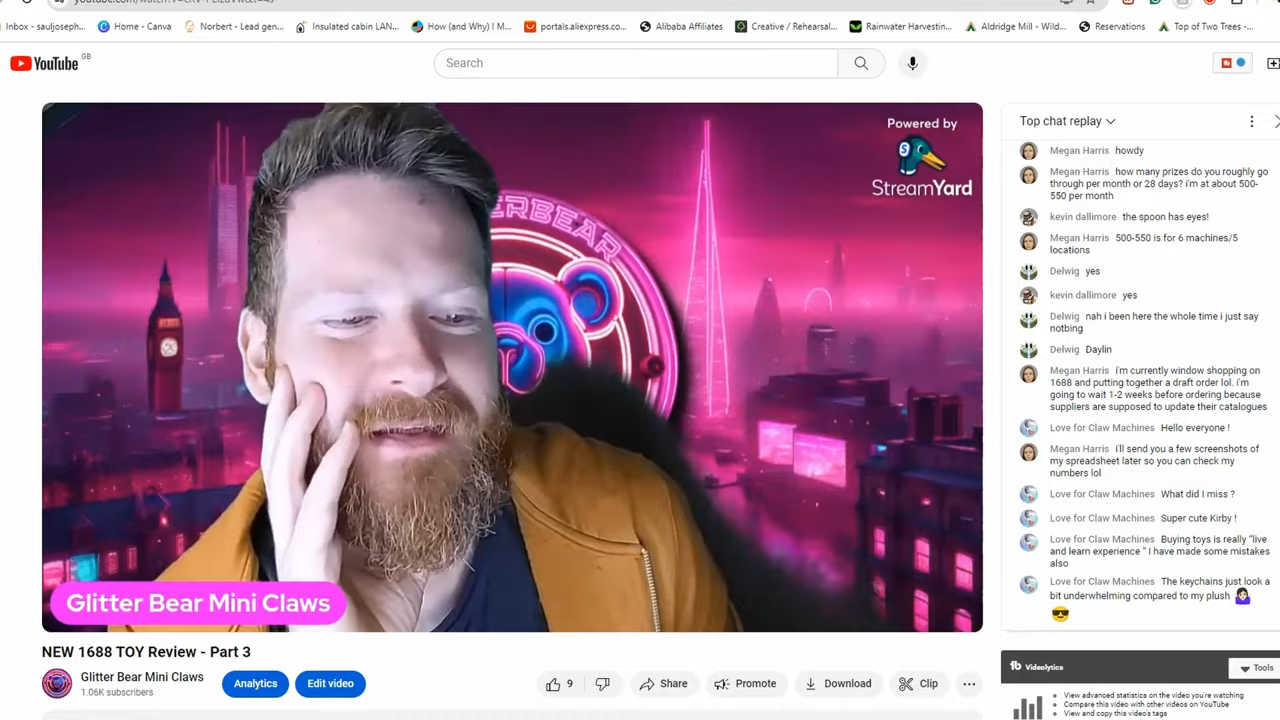 Inbox - sauljoseph...
Home - Canva
Norbert - Lead gen...
Insulated cabin LAN...
How (and Why) I M...
portals.aliexpress.co...
Alibaba Affiliates
Creative / Rehearsal...
Rainwater Harvestin...
Aldridge Mill - Wild...
Reservations
Top of Two Trees -...
YouTube GB
Search
Powered by
StreamYard
ERBEAR
Glitter Bear Mini Claws
Top chat replay
Megan Harris howdy
Megan Harris how many prizes do you roughly go
through per month or 28 days? i'm at about 500-
550 per month
kevin dallimore the spoon has eyes!
Megan Harris 500-550 is for 6 machines/5
locations
Delwig yes
kevin dallimore yes
Delwig nah i been here the whole time i just say
notbing
Delwig Daylin
Megan Harris i'm currently window shopping on
1688 and putting together a draft order lol. i'm
going to wait 1-2 weeks before ordering because
suppliers are supposed to update their catalogues
Love for Claw Machines Hello everyone !
Megan Harris i'll send you a few screenshots of
my spreadsheet later so you can check my
numbers lol
Love for Claw Machines What did I miss ?
Love for Claw Machines Super cute Kirby !
Love for Claw Machines Buying toys is really "live
and learn experience " I have made some mistakes
also
Love for Claw Machines The keychains just look a
bit underwhelming compared to my plush
NEW 1688 TOY Review - Part 3
Glitter Bear Mini Claws
1.06K subscribers
Analytics
Edit video
9
Share
Promote
Download
Clip
Videolytics
Tools
View advanced statistics on the video you're watching
Compare this video with other videos on YouTube
View and copy this video's tags